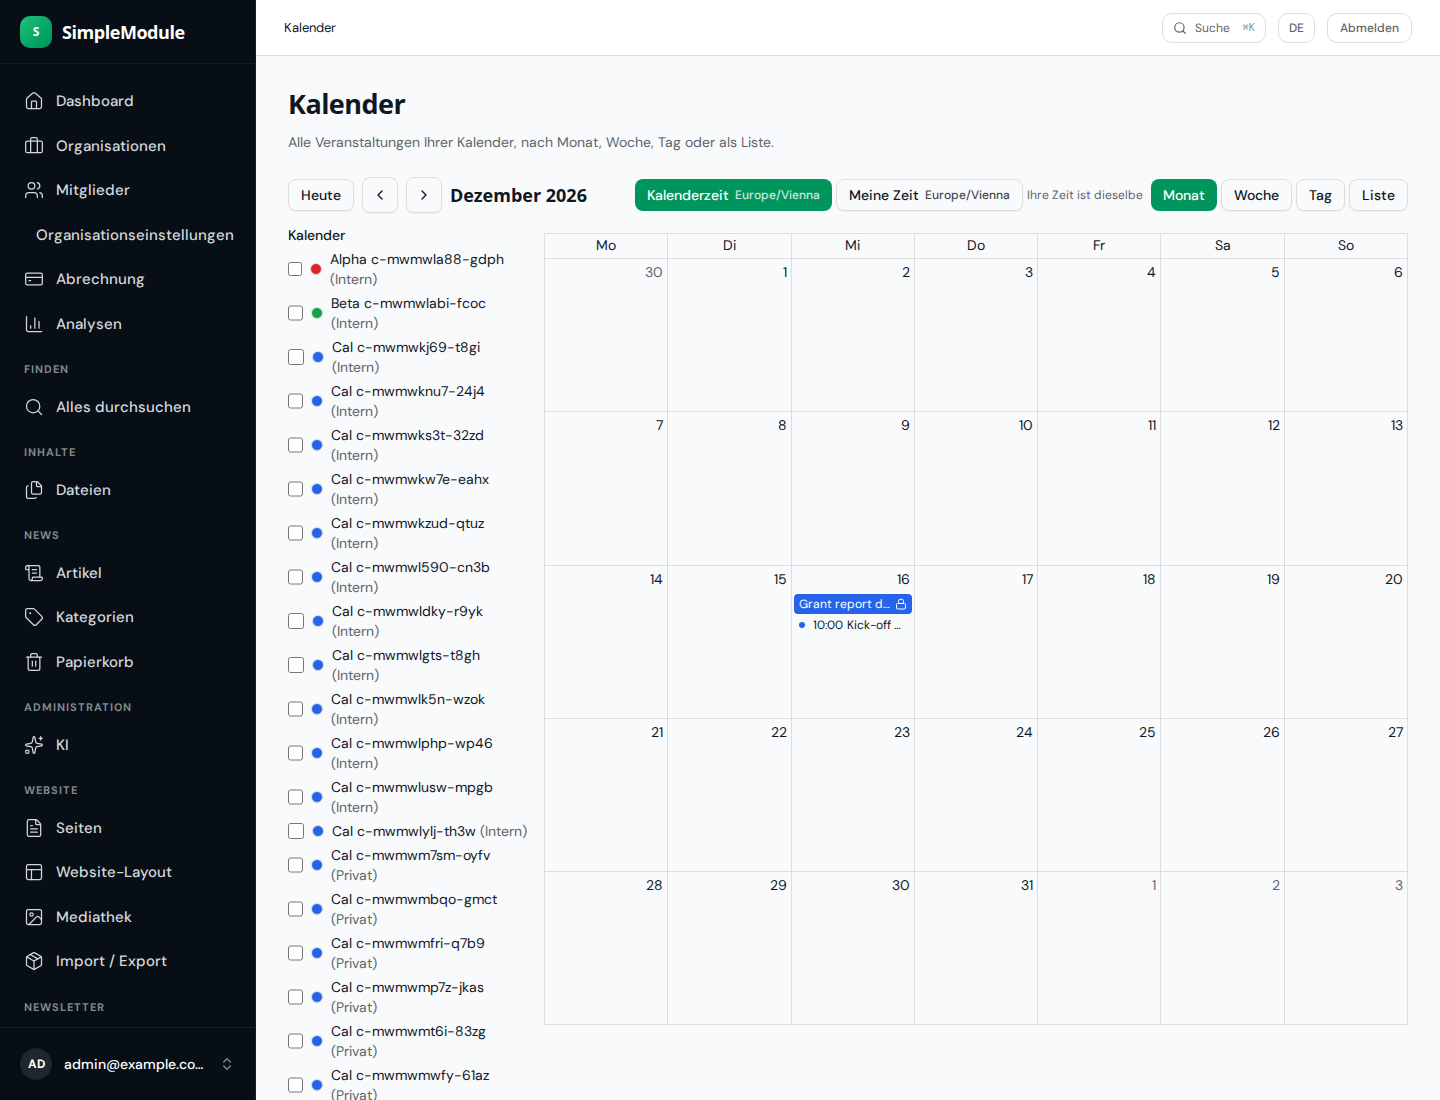 S SimpleModule
Dashboard
Organisationen
Mitglieder
Organisationseinstellungen
Abrechnung
Analysen
FINDEN
Alles durchsuchen
INHALTE
Dateien
NEWS
Artikel
Kategorien
Papierkorb
ADMINISTRATION
KI
WEBSITE
Seiten
Website-Layout
Mediathek
Import / Export
NEWSLETTER
AD admin@example.co...
Kalender
Suche ⌘K DE Abmelden
Kalender
Alle Veranstaltungen Ihrer Kalender, nach Monat, Woche, Tag oder als Liste.
Heute Dezember 2026 Kalenderzeit Europe/Vienna Meine Zeit Europe/Vienna Ihre Zeit ist dieselbe Monat Woche Tag Liste
Kalender
Alpha c-mwmwla88-gdph
(Intern)
Beta c-mwmwlabi-fcoc
(Intern)
Cal c-mwmwkj69-t8gi
(Intern)
Cal c-mwmwknu7-24j4
(Intern)
Cal c-mwmwks3t-32zd
(Intern)
Cal c-mwmwkw7e-eahx
(Intern)
Cal c-mwmwkzud-qtuz
(Intern)
Cal c-mwmwl590-cn3b
(Intern)
Cal c-mwmwldky-r9yk
(Intern)
Cal c-mwmwlgts-t8gh
(Intern)
Cal c-mwmwlk5n-wzok
(Intern)
Cal c-mwmwlphp-wp46
(Intern)
Cal c-mwmwlusw-mpgb
(Intern)
Cal c-mwmwlylj-th3w (Intern)
Cal c-mwmwm7sm-oyfv
(Privat)
Cal c-mwmwmbqo-gmct
(Privat)
Cal c-mwmwmfri-q7b9
(Privat)
Cal c-mwmwmp7z-jkas
(Privat)
Cal c-mwmwmt6i-83zg
(Privat)
Cal c-mwmwmwfy-61az
(Privat)
Mo Di Mi Do Fr Sa So
30 1 2 3 4 5 6
7 8 9 10 11 12 13
14 15 16 17 18 19 20
Grant report d...
10:00 Kick-off ...
21 22 23 24 25 26 27
28 29 30 31 1 2 3